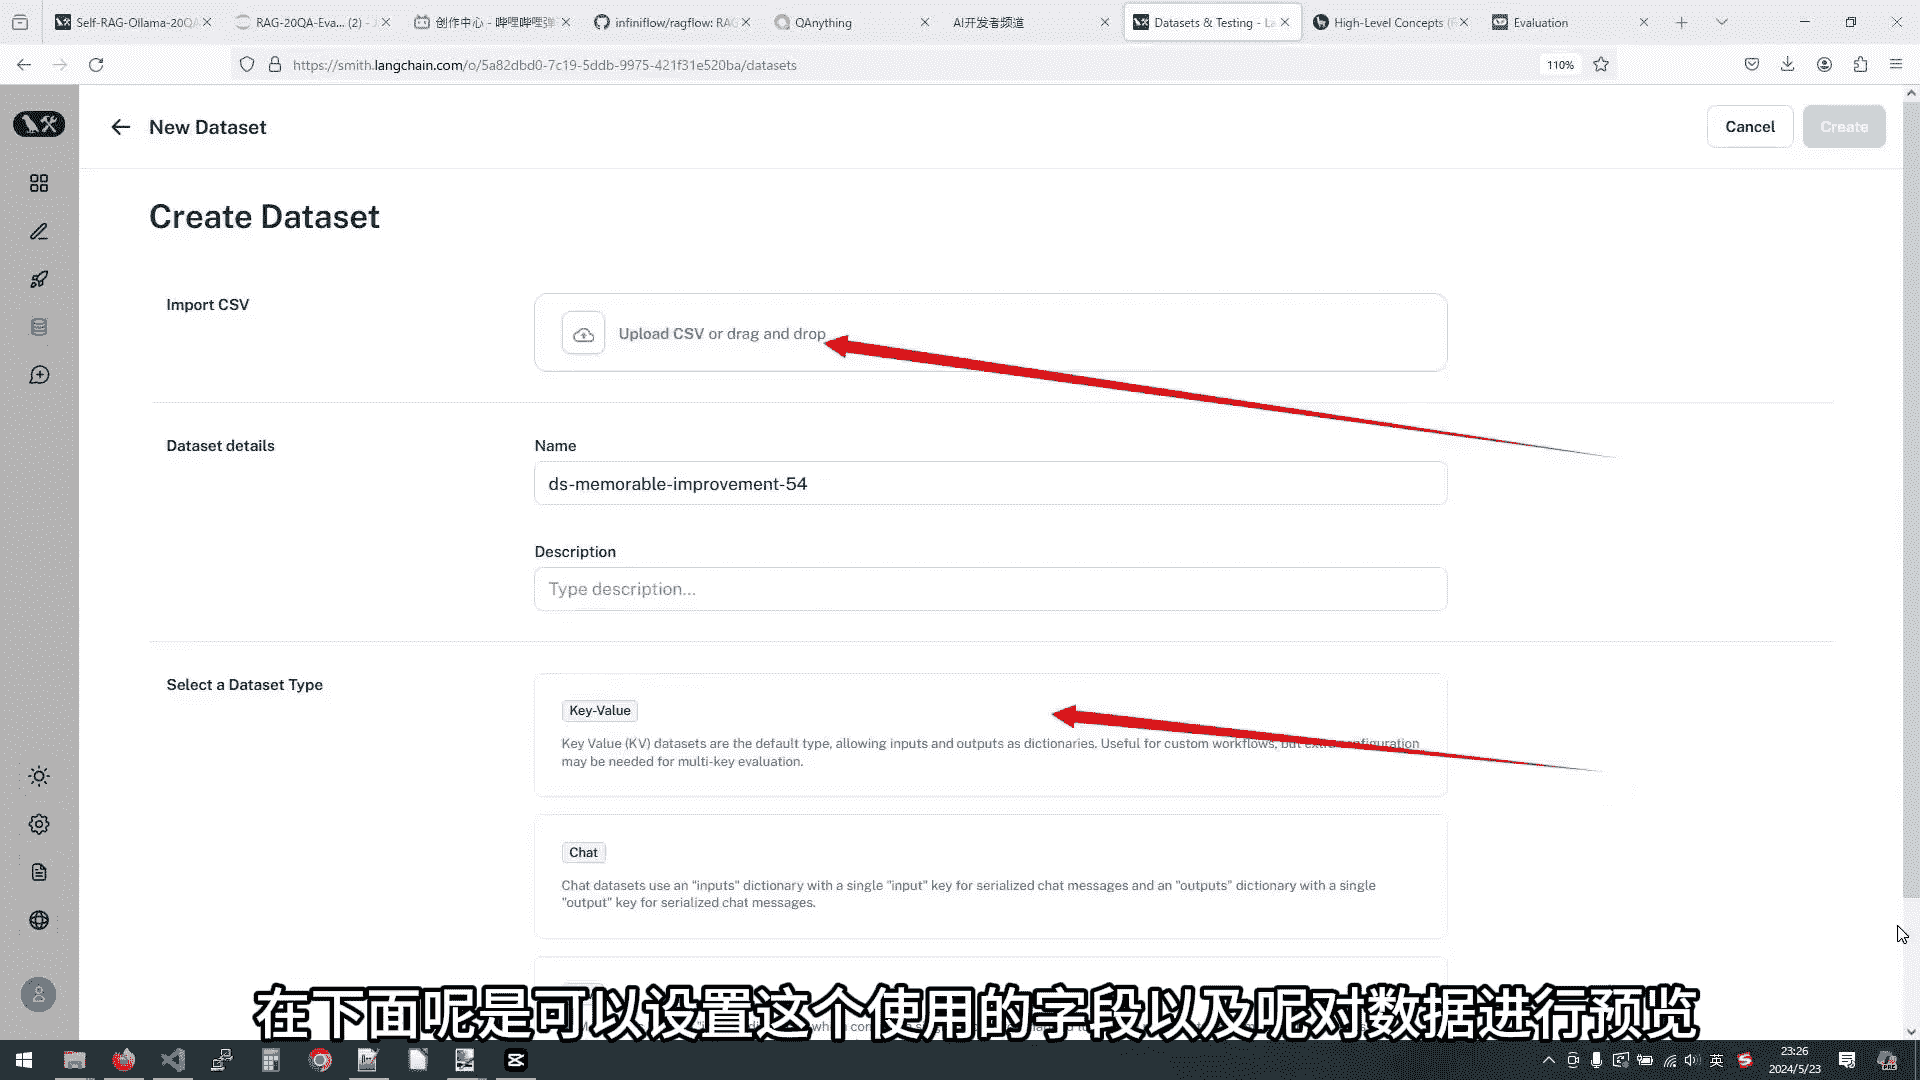 Self-RAG-Ollama-20QA
RAG-20QA-Eva... (2) - J
创作中心 - 哔哩哔哩弹
infiniflow/ragflow: RAG
QAnything
AI开发者频道
Datasets & Testing - La
High-Level Concepts (
Evaluation
https://smith.langchain.com/o/5a82dbd0-7c19-5ddb-9975-421f31e520ba/datasets
110%
New Dataset
Cancel
Create
Create Dataset
Import CSV
Upload CSV or drag and drop
Dataset details
Name
ds-memorable-improvement-54
Description
Type description...
Select a Dataset Type
Key-Value
Key Value (KV) datasets are the default type, allowing inputs and outputs as dictionaries. Useful for custom workflows, but extra configuration
may be needed for multi-key evaluation.
Chat
Chat datasets use an "inputs" dictionary with a single "input" key for serialized chat messages and an "outputs" dictionary with a single
"output" key for serialized chat messages.
在下面呢是可以设置这个使用的字段以及呢对数据进行预览
英
23:26
2024/5/23